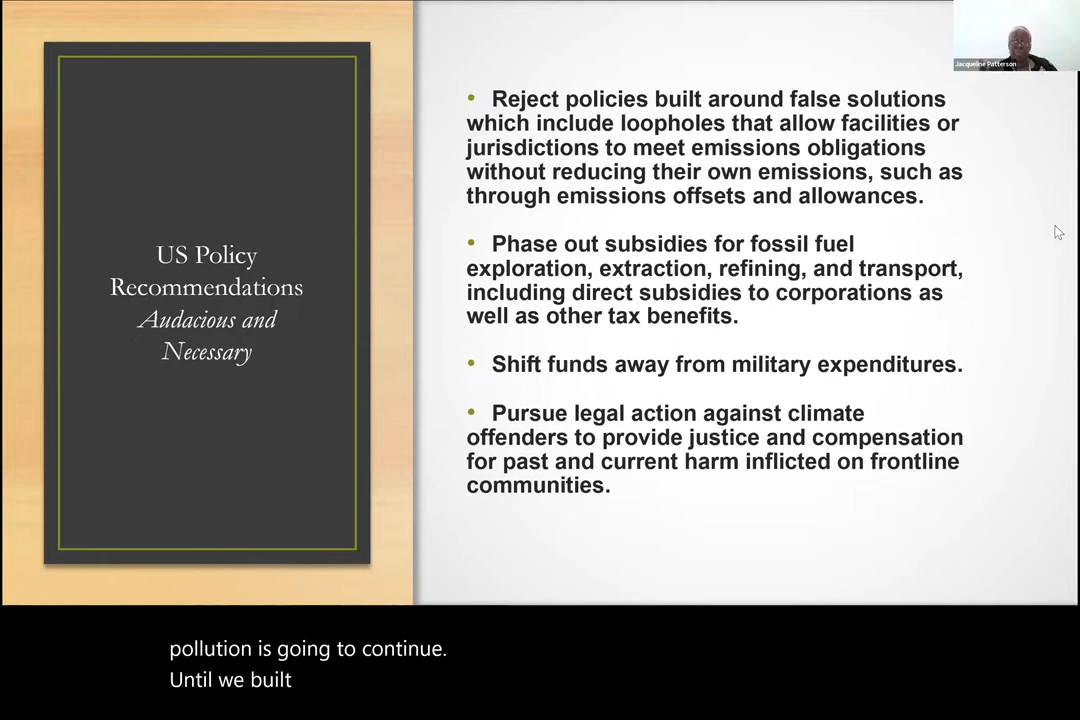 Jacqueline Patterson
US Policy
Recommendations
Audacious and
Necessary
• Reject policies built around false solutions
which include loopholes that allow facilities or
jurisdictions to meet emissions obligations
without reducing their own emissions, such as
through emissions offsets and allowances.
• Phase out subsidies for fossil fuel
exploration, extraction, refining, and transport,
including direct subsidies to corporations as
well as other tax benefits.
• Shift funds away from military expenditures.
• Pursue legal action against climate
offenders to provide justice and compensation
for past and current harm inflicted on frontline
communities.
pollution is going to continue.
Until we built